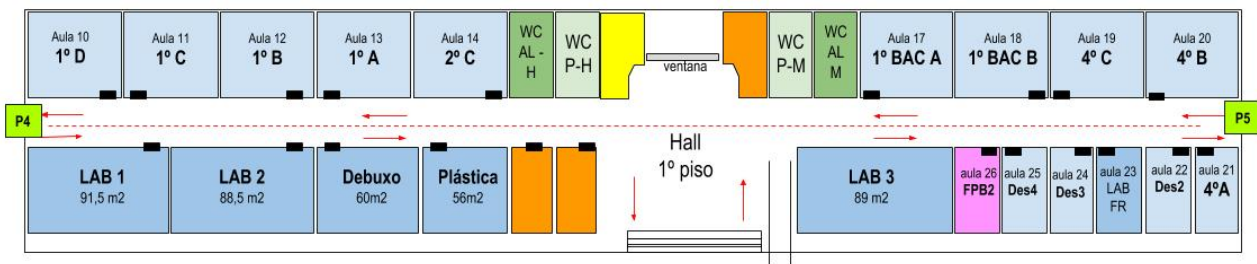 Aula 10
1º D
Aula 11
1º C
Aula 12
1º B
Aula 13
1º A
Aula 14
2º C
WC
AL -
H
WC
P-H
ventana
WC
P-M
WC
AL
M
Aula 17
1º BAC A
Aula 18
1º BAC B
Aula 19
4º C
Aula 20
4º B
P4
P5
Hall
1º piso
LAB 1
91,5 m2
LAB 2
88,5 m2
Debuxo
60m2
Plástica
56m2
LAB 3
89 m2
aula 26
FPB2
aula 25
Des4
aula 24
Des3
aula 23
LAB
FR
aula 22
Des2
aula 21
4ºA